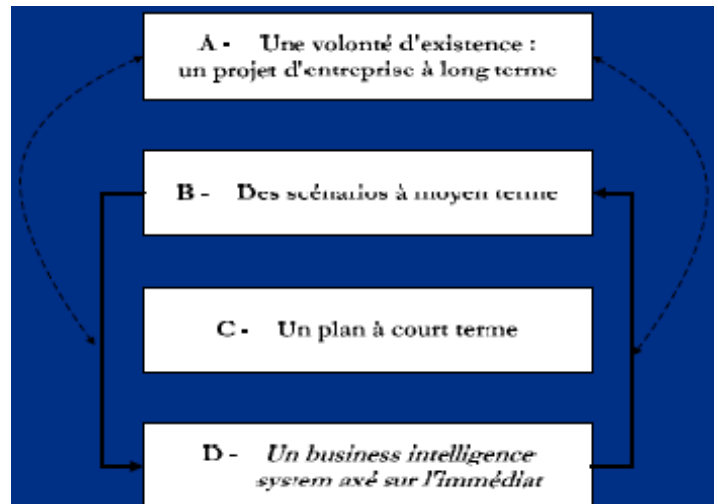 A - Une volonté d'existence :
un projet d'entreprise à long terme
B - Des scénarios à moyen terme
C - Un plan à court terme
D - Un business intelligence
system axé sur l'immédiat